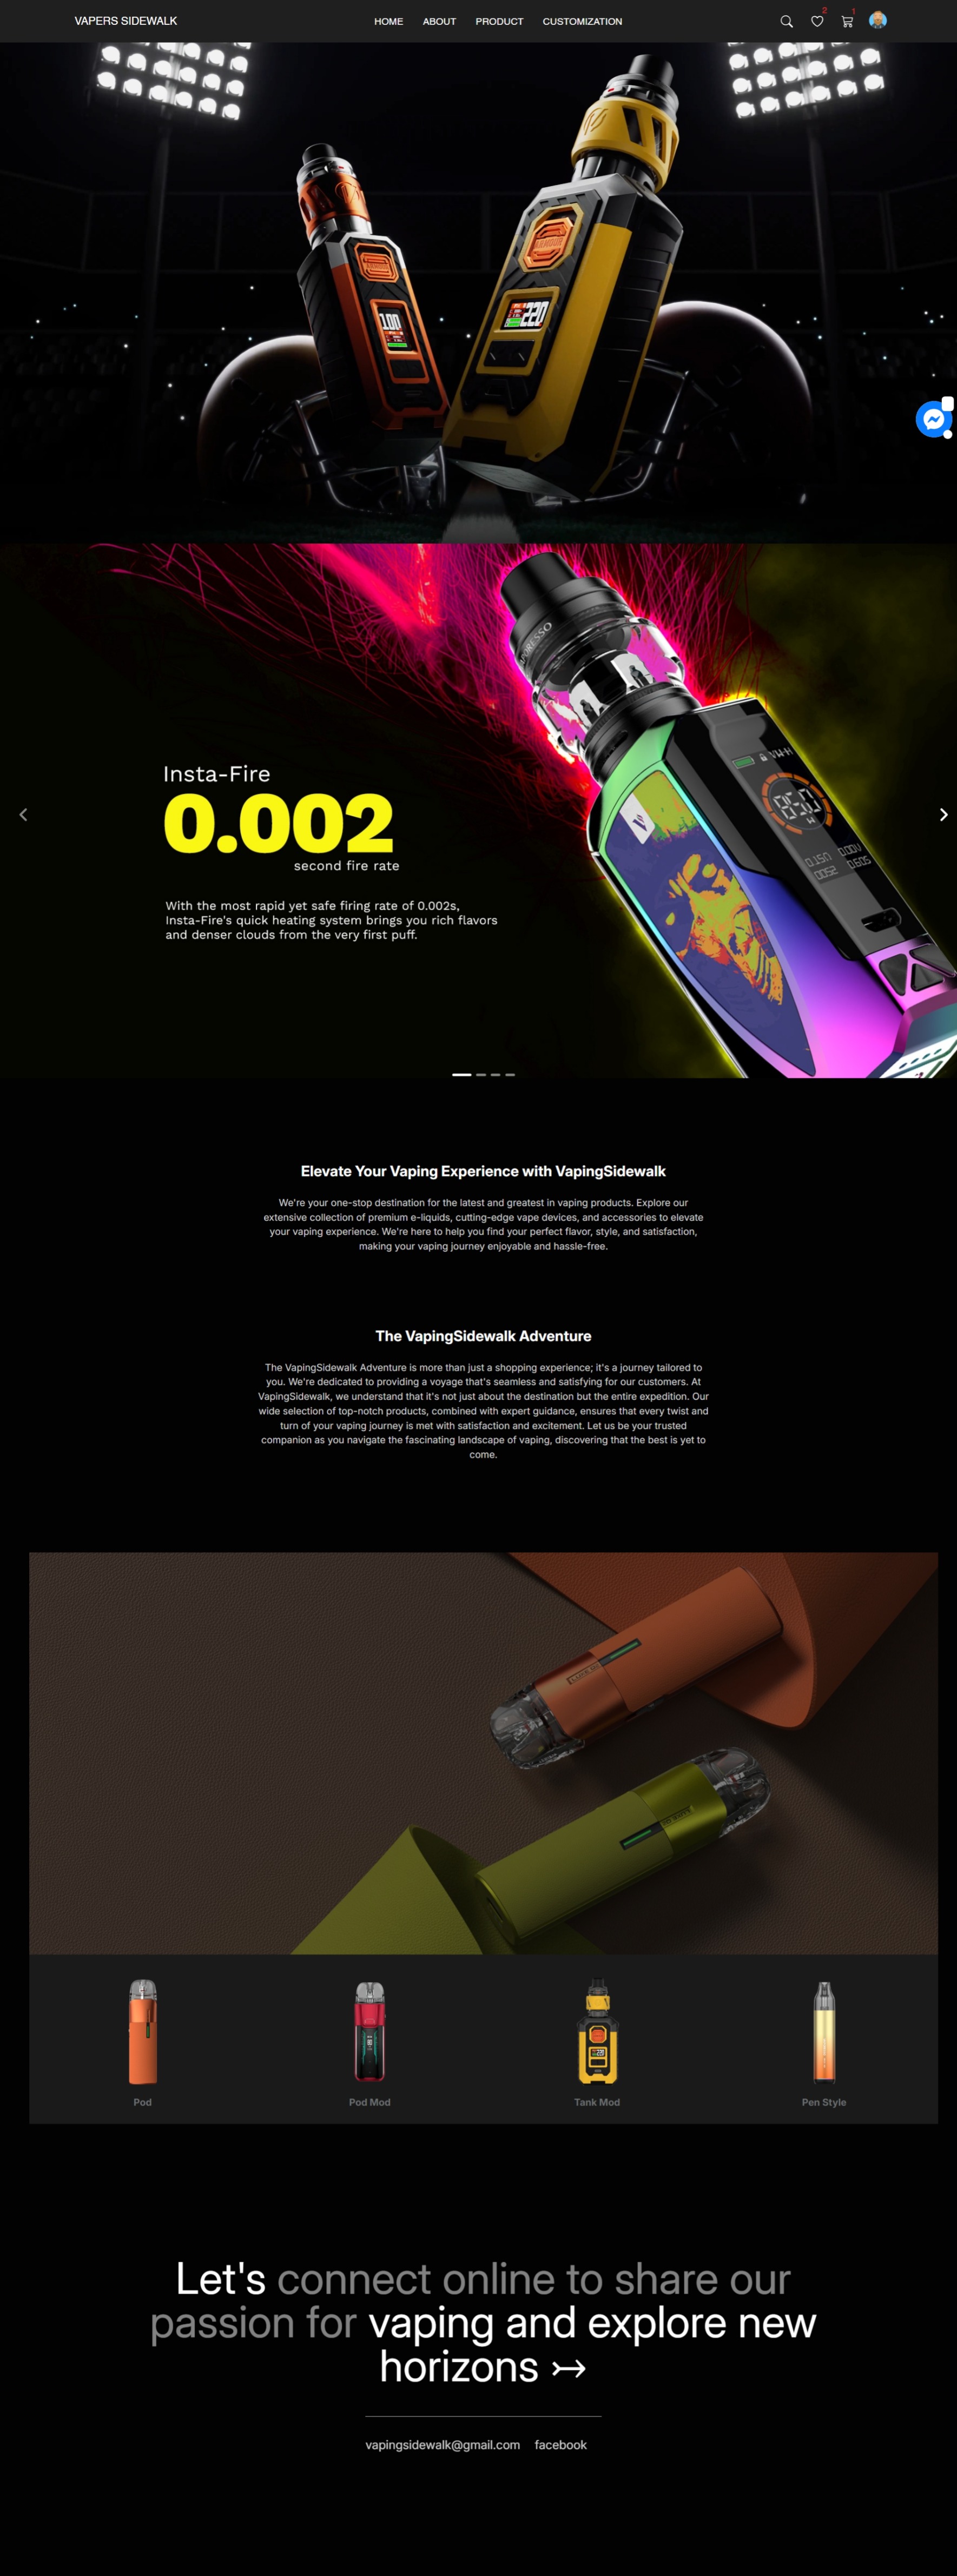 VAPERS SIDEWALK
HOME ABOUT PRODUCT CUSTOMIZATION
2
1
ARMOUR
ARMOUR
100
220
VAPORESSO
VW-H
Insta-Fire
0.002
second fire rate
With the most rapid yet safe firing rate of 0.002s,
Insta-Fire's quick heating system brings you rich flavors
and denser clouds from the very first puff.
Elevate Your Vaping Experience with VapingSidewalk
We're your one-stop destination for the latest and greatest in vaping products. Explore our
extensive collection of premium e-liquids, cutting-edge vape devices, and accessories to elevate
your vaping experience. We're here to help you find your perfect flavor, style, and satisfaction,
making your vaping journey enjoyable and hassle-free.
The VapingSidewalk Adventure
The VapingSidewalk Adventure is more than just a shopping experience; it's a journey tailored to
you. We're dedicated to providing a voyage that's seamless and satisfying for our customers. At
VapingSidewalk, we understand that it's not just about the destination but the entire expedition. Our
wide selection of top-notch products, combined with expert guidance, ensures that every twist and
turn of your vaping journey is met with satisfaction and excitement. Let us be your trusted
companion as you navigate the fascinating landscape of vaping, discovering that the best is yet to
come.
Pod Pod Mod Tank Mod Pen Style
Let's connect online to share our
passion for vaping and explore new
horizons ↣
vapingsidewalk@gmail.com facebook